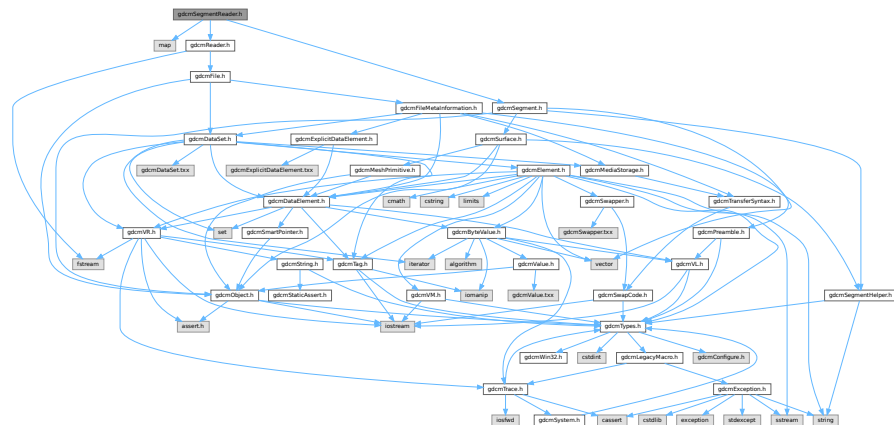 gdcmSegmentReader.h
map
gdcmReader.h
gdcmFile.h
gdcmFileMetaInformation.h
gdcmSegment.h
gdcmDataSet.h
gdcmExplicitDataElement.h
gdcmSurface.h
gdcmDataSet.txx
gdcmExplicitDataElement.txx
gdcmMeshPrimitive.h
gdcmElement.h
gdcmMediaStorage.h
gdcmDataElement.h
cmath
cstring
limits
gdcmSwapper.h
gdcmTransferSyntax.h
gdcmVR.h
set
gdcmSmartPointer.h
gdcmByteValue.h
gdcmSwapper.txx
gdcmPreamble.h
fstream
gdcmString.h
gdcmTag.h
iterator
algorithm
gdcmValue.h
vector
gdcmVL.h
gdcmObject.h
gdcmStaticAssert.h
gdcmVM.h
iomanip
gdcmValue.txx
gdcmSwapCode.h
gdcmSegmentHelper.h
assert.h
iostream
gdcmTypes.h
gdcmWin32.h
cstdint
gdcmLegacyMacro.h
gdcmConfigure.h
gdcmTrace.h
gdcmException.h
iosfwd
gdcmSystem.h
cassert
cstdlib
exception
stdexcept
sstream
string